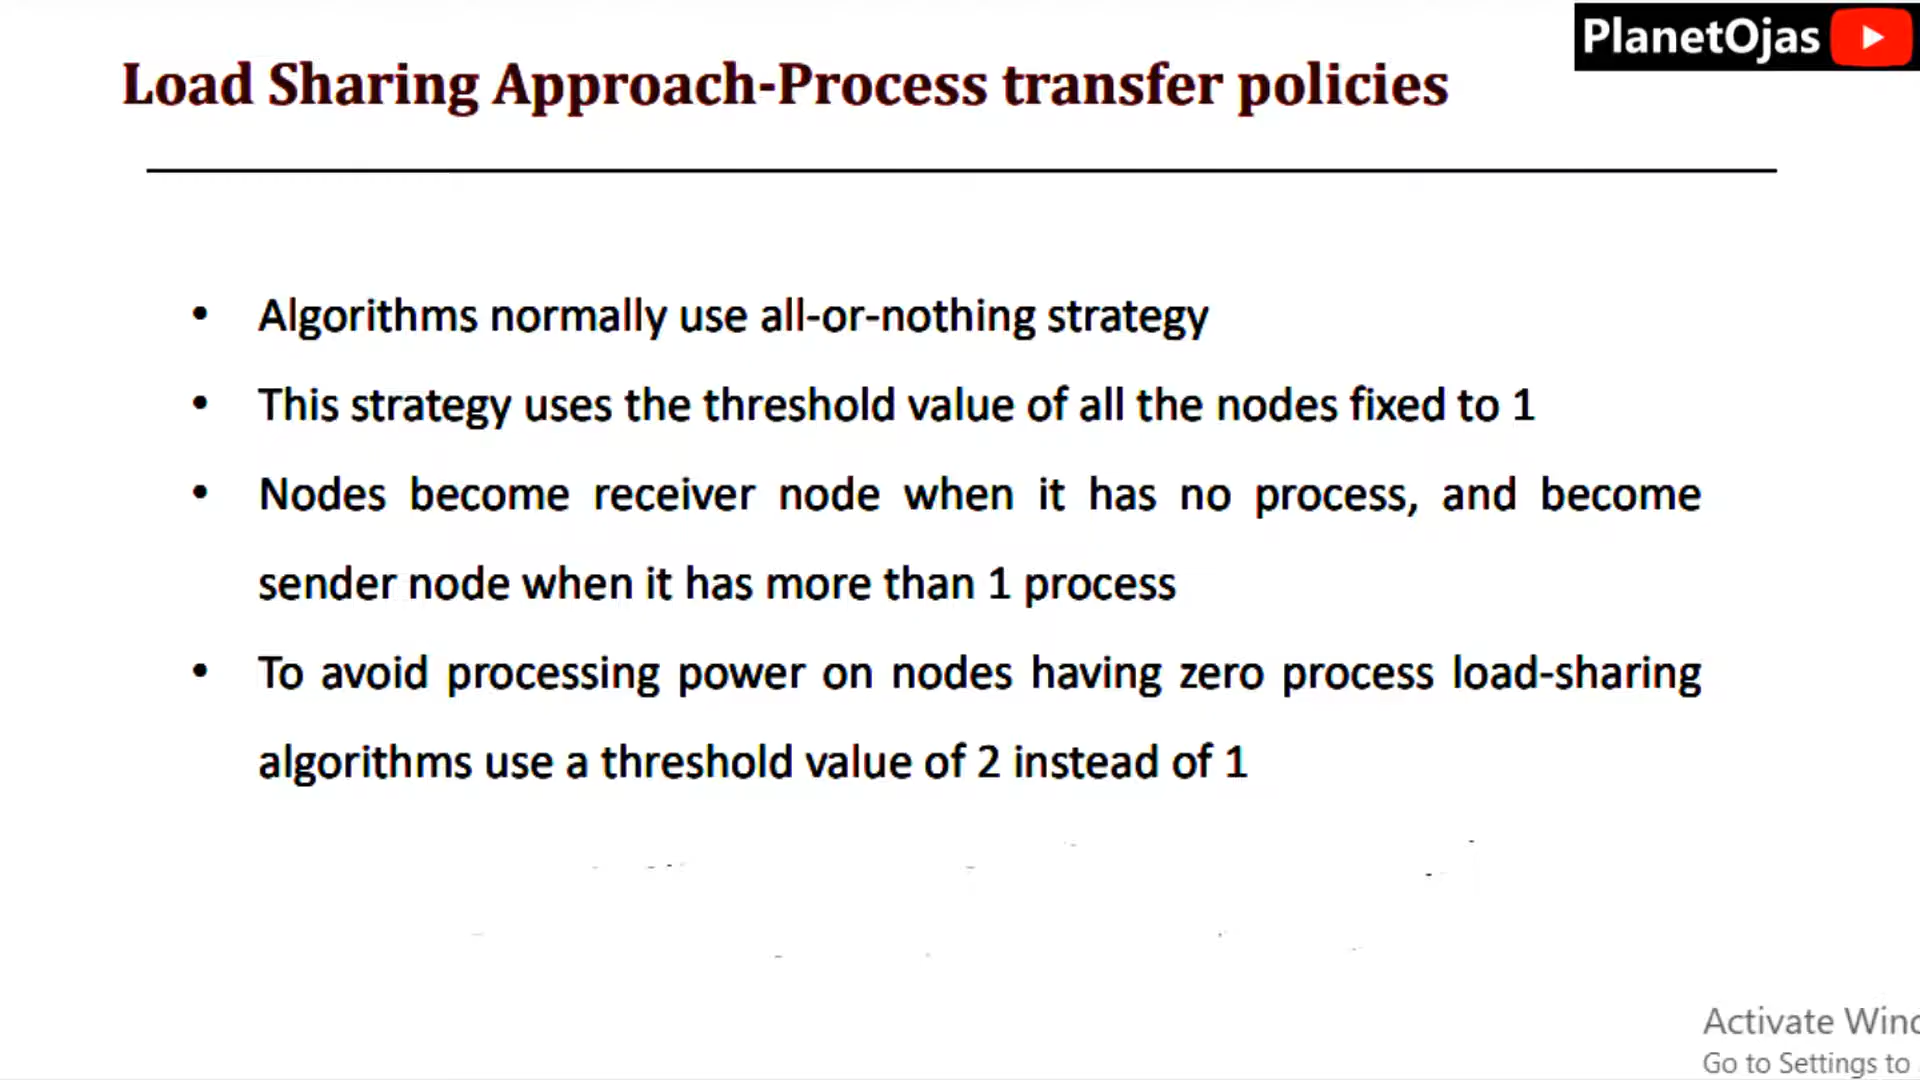 PlanetOjas
Load Sharing Approach-Process transfer policies
• Algorithms normally use all-or-nothing strategy
• This strategy uses the threshold value of all the nodes fixed to 1
• Nodes become receiver node when it has no process, and become
sender node when it has more than 1 process
• To avoid processing power on nodes having zero process load-sharing
algorithms use a threshold value of 2 instead of 1
Activate
Go to Settings to